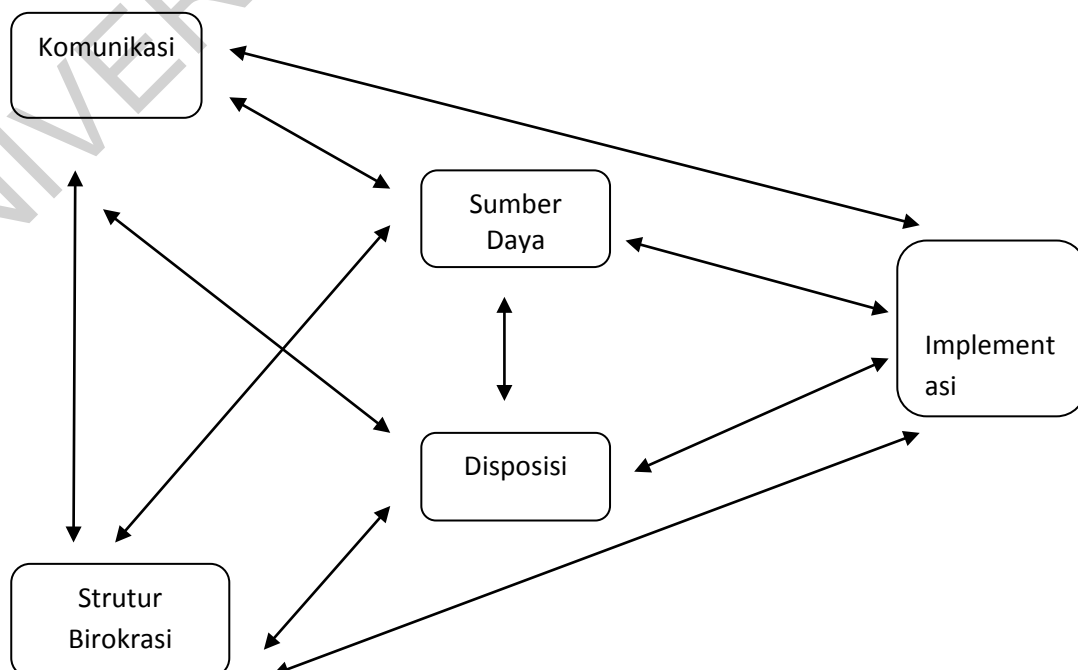 Komunikasi
Sumber
Daya
Implement
asi
Disposisi
Strutur
Birokrasi